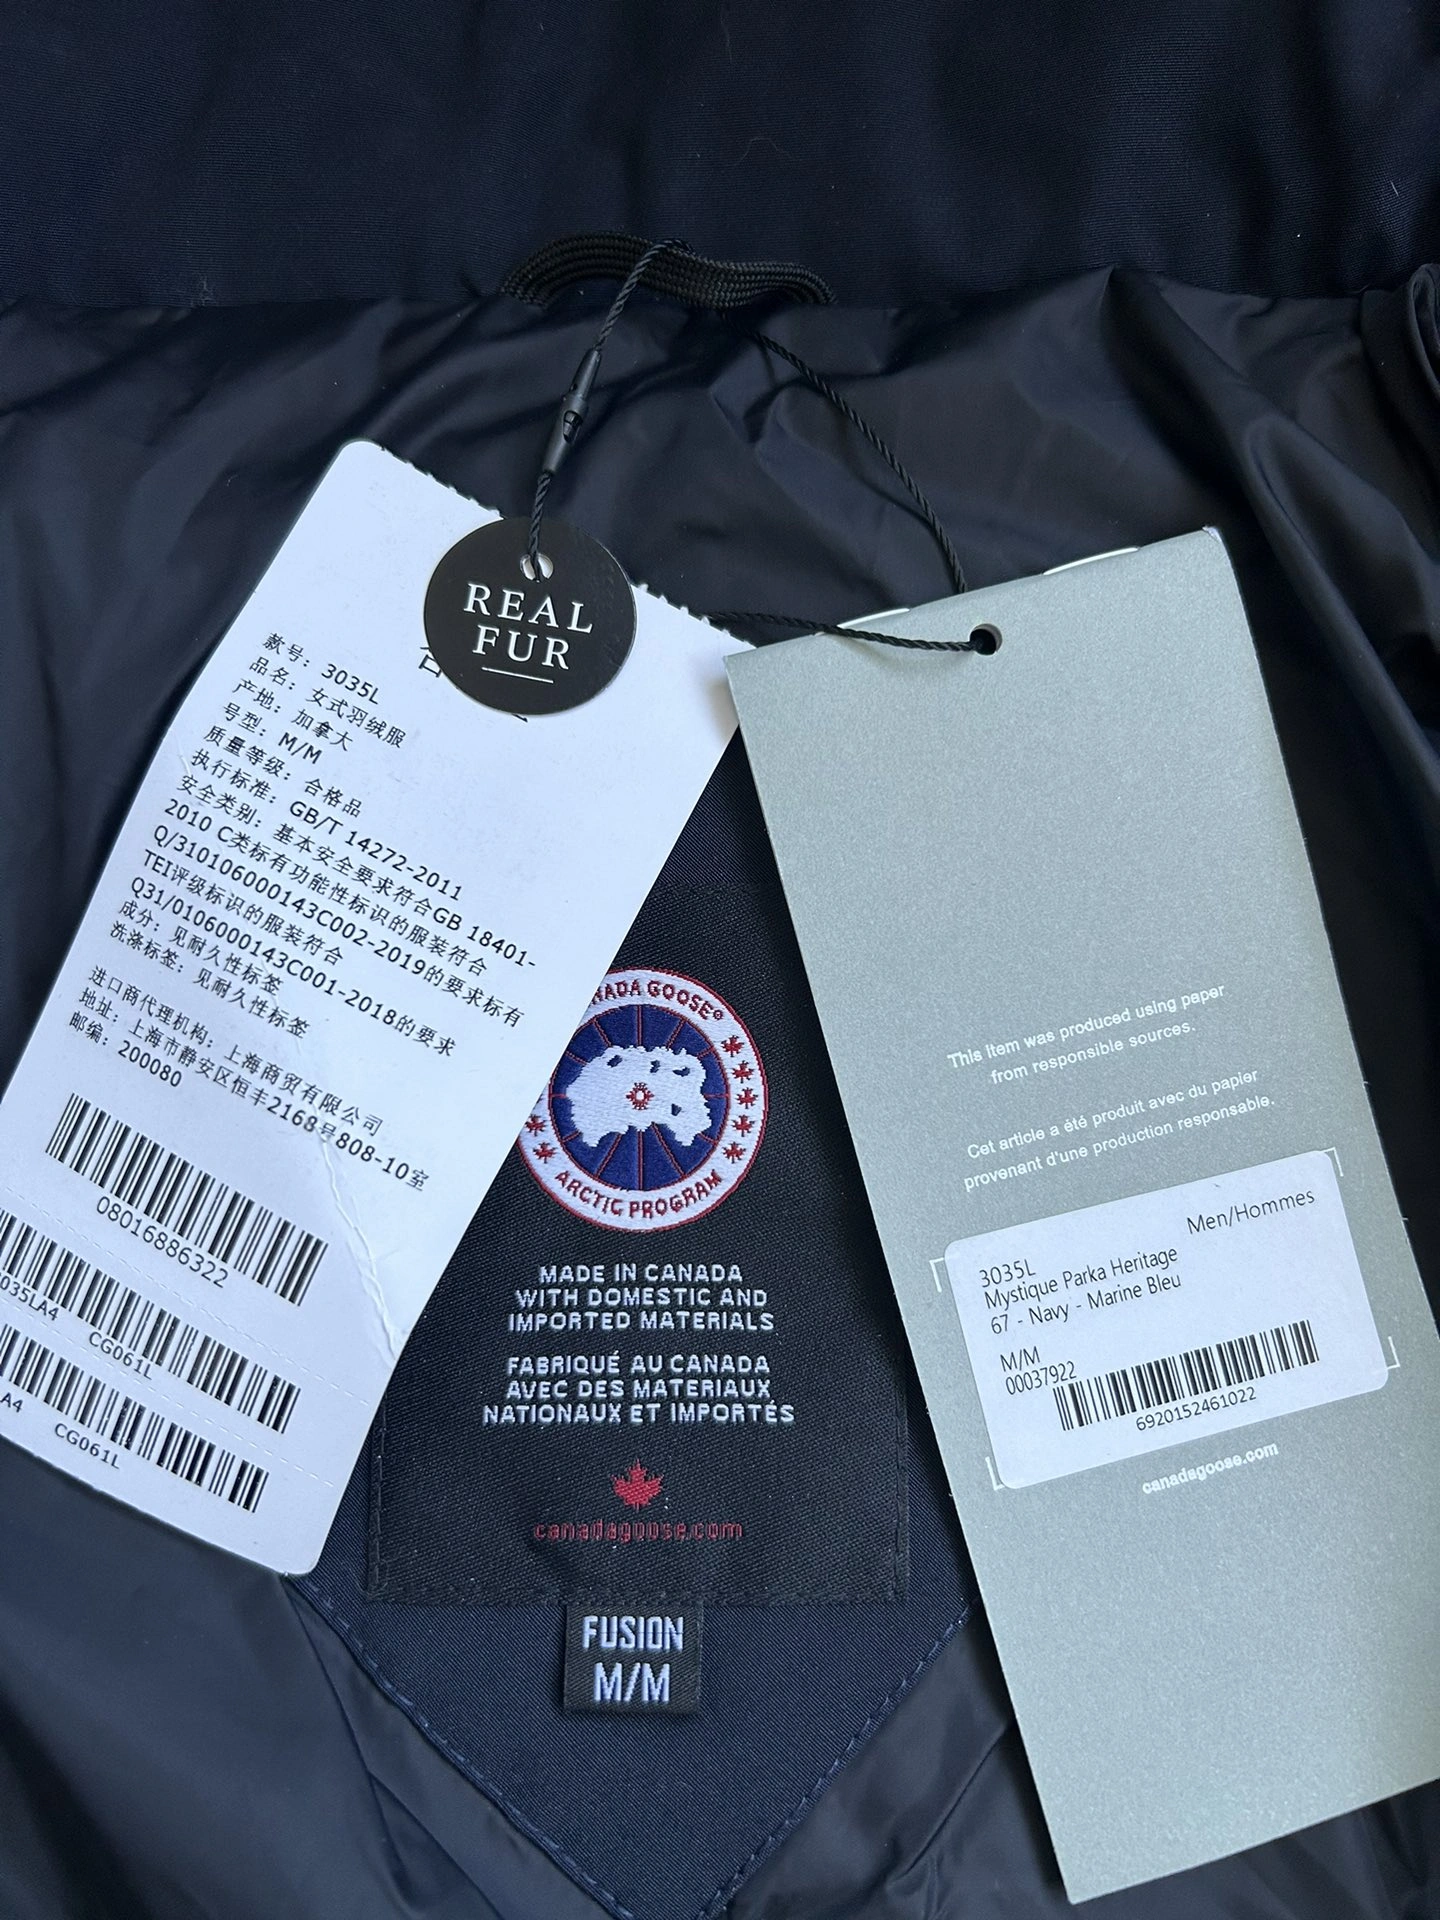 REAL
FUR
合
款号: 3035L
品名: 女式羽绒服
产地: 加拿大
号型: M/M
质量等级: 合格品
执行标准: GB/T 14272-2011
安全类别: 基本安全要求符合GB 18401-
2010 C类标有功能性标识的服装符合
Q/310106000143C002-2019的要求标有
TEI评级标识的服装符合
Q31/0106000143C001-2018的要求
成分: 见耐久性标签
洗涤标签: 见耐久性标签
进口商代理机构: 上海商贸有限公司
地址: 上海市静安区恒丰2168号808-10室
邮编: 200080
08016886322
3035LA4 CG061L
A4 CG061L
CANADA GOOSE®
ARCTIC PROGRAM
MADE IN CANADA
WITH DOMESTIC AND
IMPORTED MATERIALS
FABRIQUÉ AU CANADA
AVEC DES MATERIAUX
NATIONAUX ET IMPORTÉS
canadagoose.com
FUSION
M/M
This item was produced using paper
from responsible sources.
Cet article a été produit avec du papier
provenant d'une production responsable.
Men/Hommes
3035L
Mystique Parka Heritage
67 - Navy - Marine Bleu
M/M
00037922
6920152461022
canadagoose.com